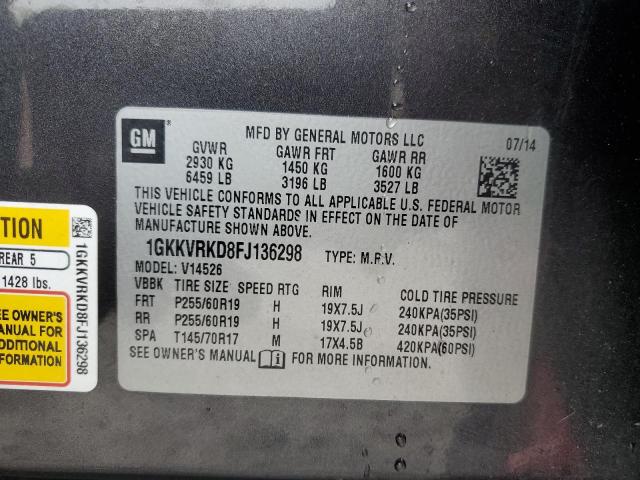 GM
®
MFD BY GENERAL MOTORS LLC
07/14
GVWR GAWR FRT GAWR RR
2930 KG 1450 KG 1600 KG
6459 LB 3196 LB 3527 LB
THIS VEHICLE CONFORMS TO ALL APPLICABLE U.S. FEDERAL MOTOR
VEHICLE SAFETY STANDARDS IN EFFECT ON THE DATE OF
MANUFACTURE SHOWN ABOVE.
1GKKVRKD8FJ136298 TYPE: M.P.V.
MODEL: V14526
VBBK TIRE SIZE SPEED RTG RIM COLD TIRE PRESSURE
FRT P255/60R19 H 19X7.5J 240KPA(35PSI)
RR P255/60R19 H 19X7.5J 240KPA(35PSI)
SPA T145/70R17 M 17X4.5B 420KPA(60PSI)
SEE OWNER'S MANUAL FOR MORE INFORMATION.
TION
REAR 5
1428 lbs.
EE OWNER'S
MANUAL FOR
ADDITIONAL
FORMATION
1GKKVRKD8FJ136298